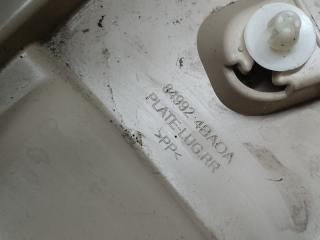 84992 4BA0A
PLATE-LUG,RR
>PP<